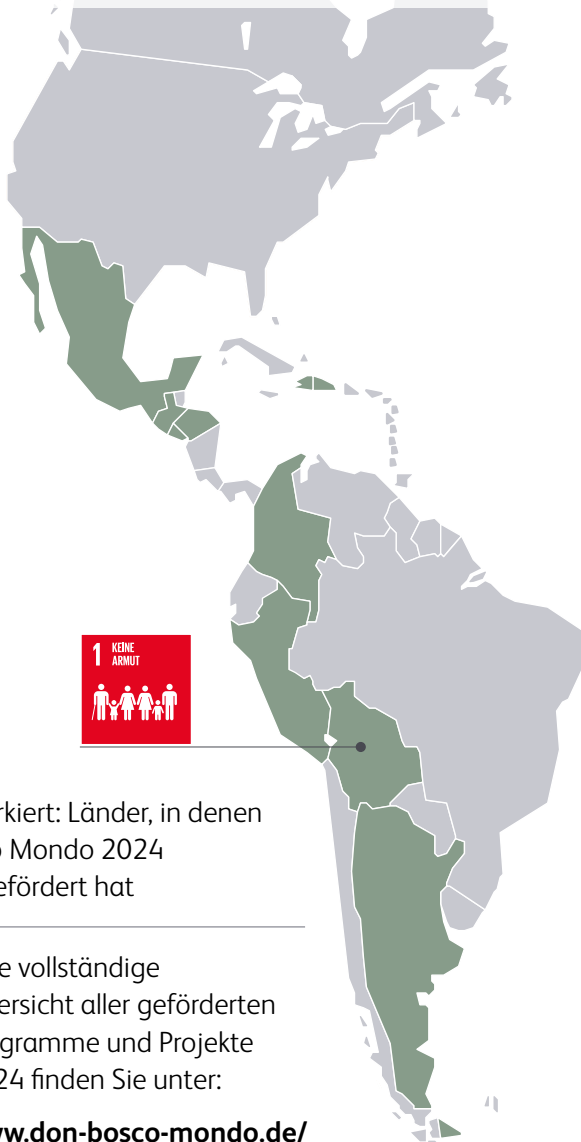 1 KEINE
ARMUT
rkiert: Länder, in denen
Mondo 2024
efördert hat
e vollständige
ersicht aller geförderten
gramme und Projekte
24 finden Sie unter:
w.don-bosco-mondo.de/